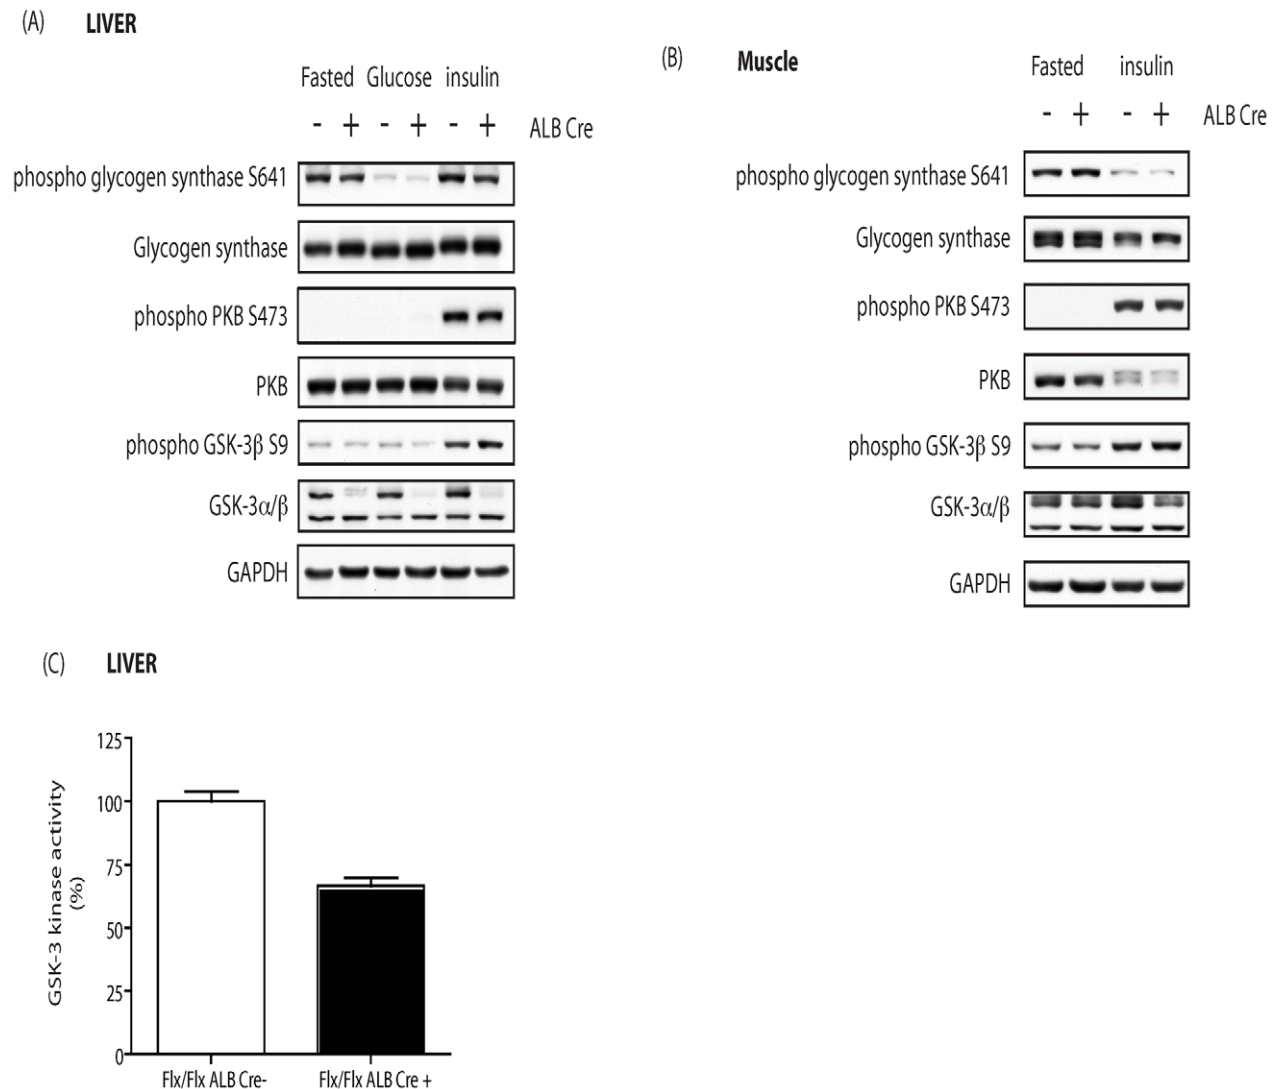 (A) LIVER
Fasted Glucose insulin
- + - + - + ALB Cre
phospho glycogen synthase S641
Glycogen synthase
phospho PKB S473
PKB
phospho GSK-3β S9
GSK-3α/β
GAPDH
(B) Muscle
Fasted insulin
- + - + ALB Cre
phospho glycogen synthase S641
Glycogen synthase
phospho PKB S473
PKB
phospho GSK-3β S9
GSK-3α/β
GAPDH
(C) LIVER
GSK-3 kinase activity
(%)
125
100
75
50
25
0
Flx/Flx ALB Cre- Flx/Flx ALB Cre +